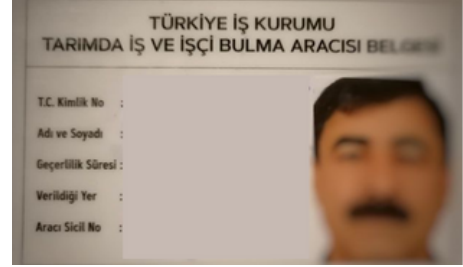 TÜRKİYE İŞ KURUMU
TARIMDA İŞ VE İŞÇİ BULMA ARACISI BELGESİ
T.C. Kimlik No :
Adı ve Soyadı :
Geçerlilik Süresi :
Verildiği Yer :
Aracı Sicil No :